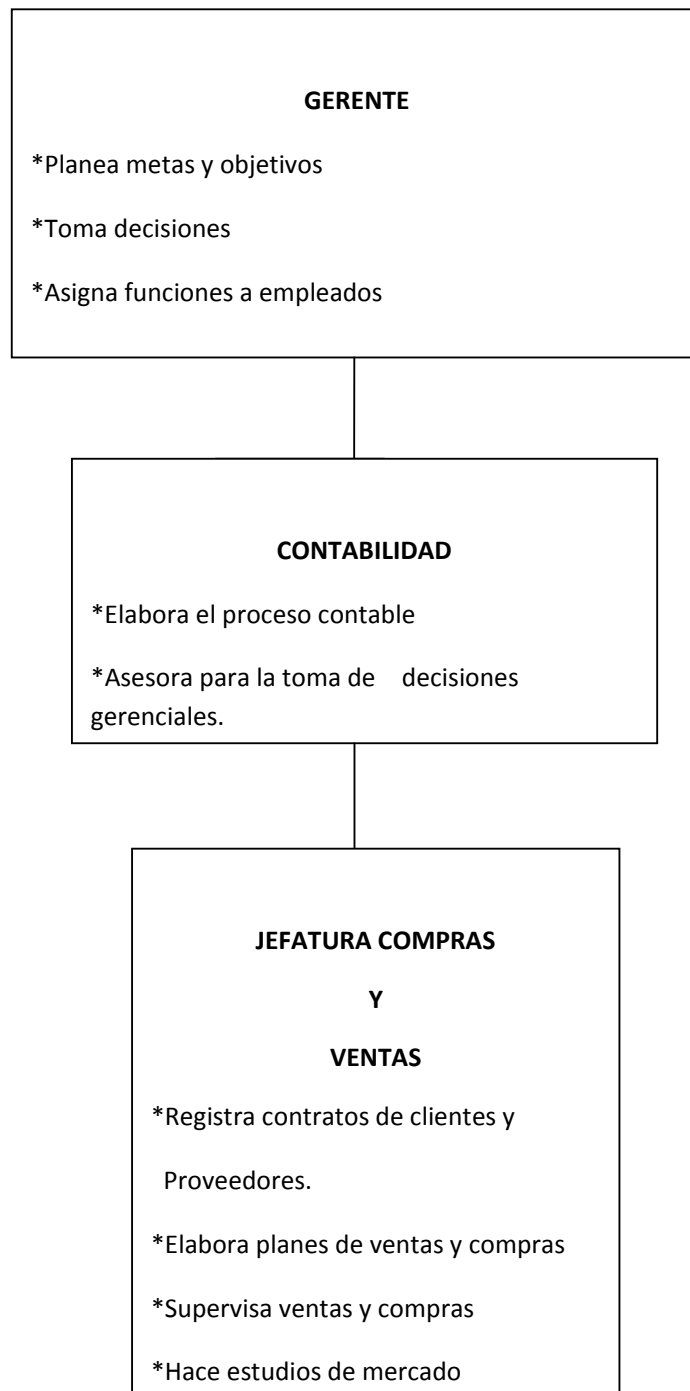 GERENTE
*Planea metas y objetivos
*Toma decisiones
*Asigna funciones a empleados
CONTABILIDAD
*Elabora el proceso contable
*Asesora para la toma de decisiones
gerenciales.
JEFATURA COMPRAS
Y
VENTAS
*Registra contratos de clientes y
Proveedores.
*Elabora planes de ventas y compras
*Supervisa ventas y compras
*Hace estudios de mercado